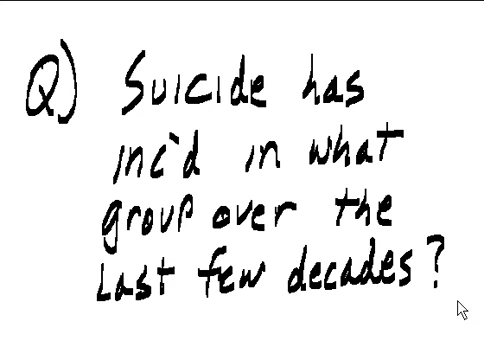 Q) Suicide has
inc'd in what
group over the
last few decades?